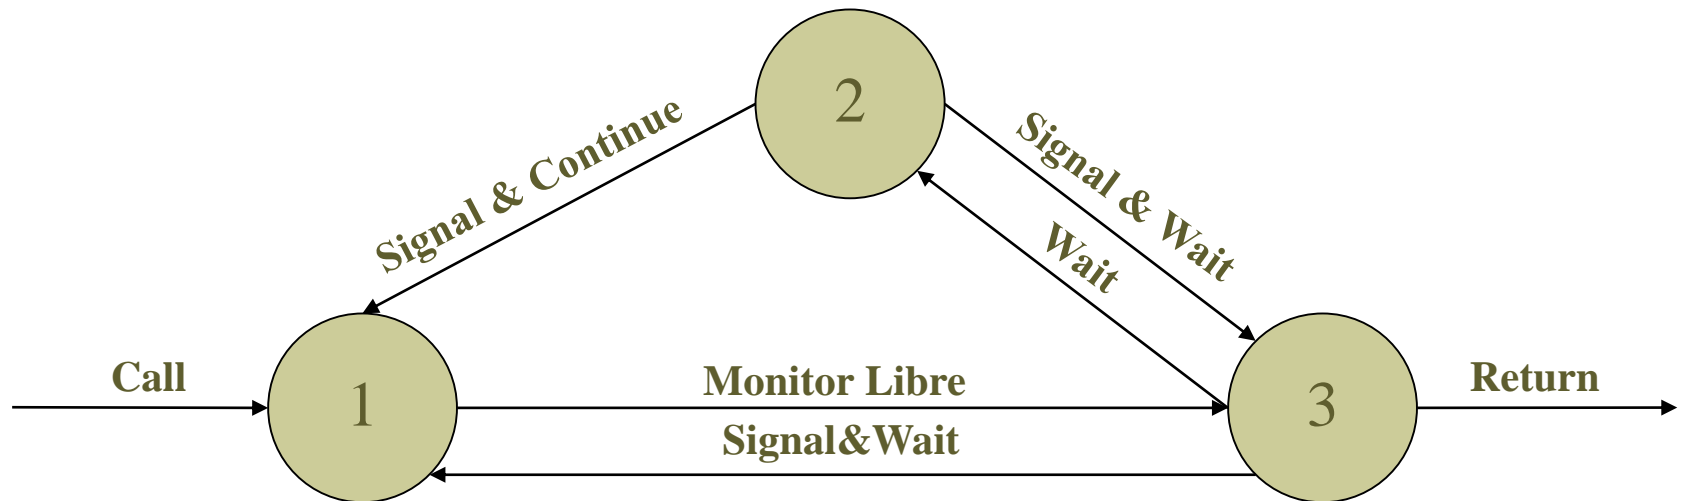 2
Signal & Continue
Signal & Wait
Wait
Call
1
Monitor Libre
Signal&Wait
3
Return